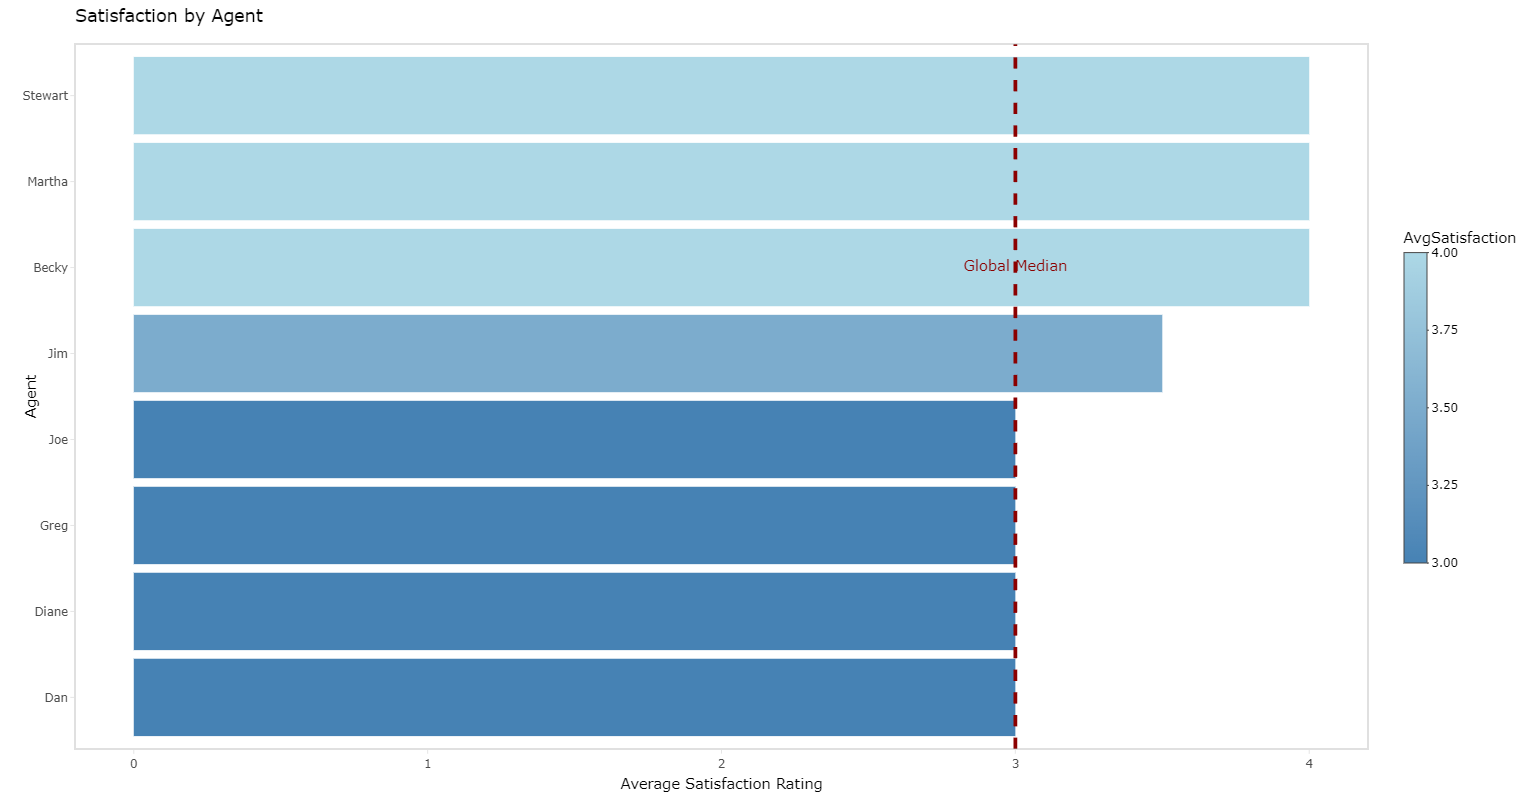 Satisfaction by Agent
Stewart
Martha
Becky
Jim
Joe
Greg
Diane
Dan
Agent
Global Median
0
1
2
3
4
Average Satisfaction Rating
AvgSatisfaction
4.00
3.75
3.50
3.25
3.00